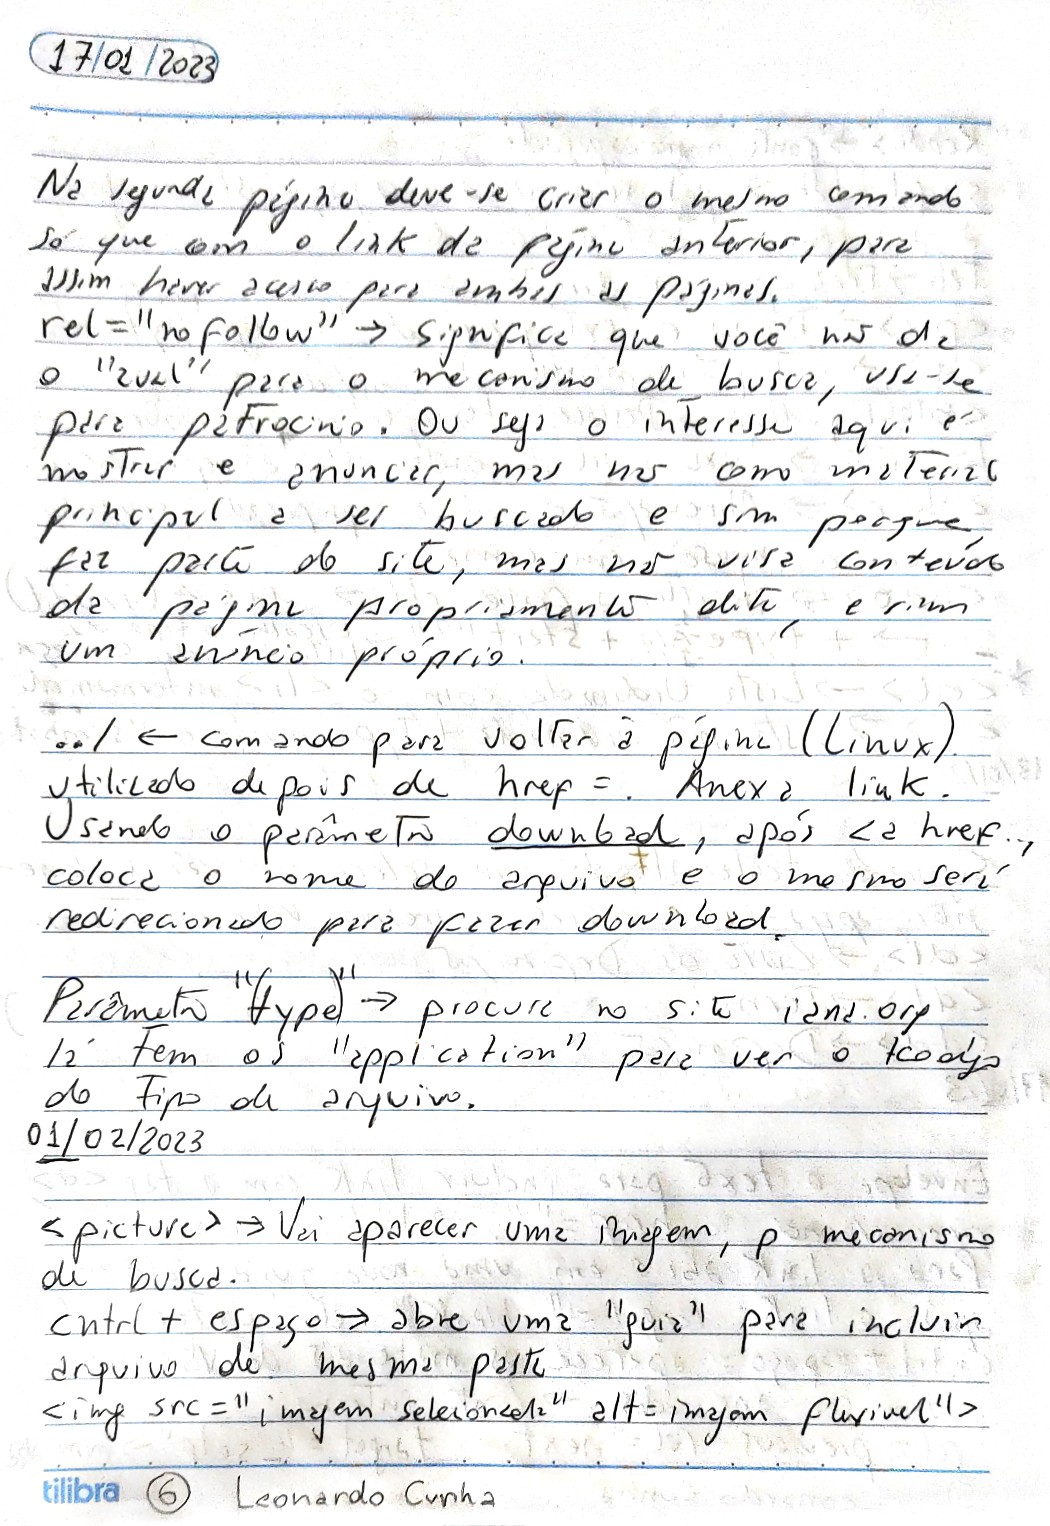 17/01/2023
Na segunda página deve-se criar o mesmo comando
só que com o link da página anterior, para
assim haver acesso para ambas as páginas.
rel="nofollow" → significa que você não da
o "aval" para o mecanismo de busca, usa-se
para patrocinio. Ou seja o interesse aqui é
mostrar e anunciar, mas não como material
principal a ser buscado e sim porque,
faz parte do site, mas não visa conteúdo
da página propriamente dita, e sim
um anúncio próprio.
../ ← comando para voltar à página (Linux).
Utilizado depois de href =. Anexa link.
Usando o parâmetro download, após <a href..,
coloca o nome do arquivo e o mesmo será
redirecionado para fazer download.
Parâmetro "(type)" → procure no site iana.org
lá tem os "application" para ver o
do tipo de arquivo.
01/02/2023
<picture> → Vai aparecer uma imagem, p mecanismo
de busca.
cntrl + espaço → abre uma "guia" para incluir
arquivo da mesma pasta
<img src="imagem selecionada" alt=imagem flexivel">
tilibra 6 Leonardo Cunha